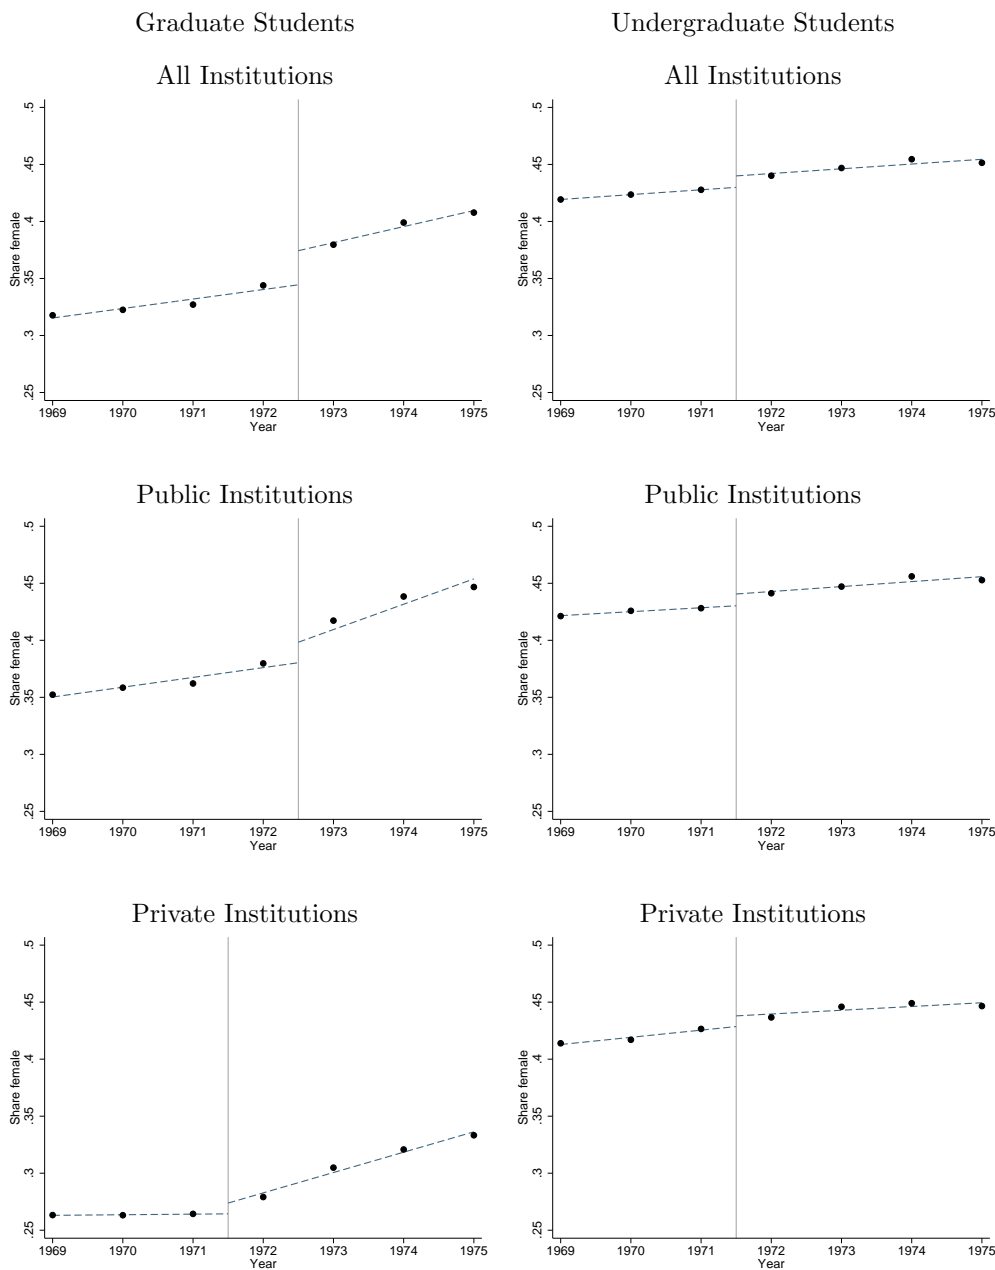 Graduate Students
Undergraduate Students
All Institutions
All Institutions
Share female
.25 .3 .35 .4 .45 .5
1969 1970 1971 1972 1973 1974 1975
Year
Share female
.25 .3 .35 .4 .45 .5
1969 1970 1971 1972 1973 1974 1975
Year
Public Institutions
Public Institutions
Share female
.25 .3 .35 .4 .45 .5
1969 1970 1971 1972 1973 1974 1975
Year
Share female
.25 .3 .35 .4 .45 .5
1969 1970 1971 1972 1973 1974 1975
Year
Private Institutions
Private Institutions
Share female
.25 .3 .35 .4 .45 .5
1969 1970 1971 1972 1973 1974 1975
Year
Share female
.25 .3 .35 .4 .45 .5
1969 1970 1971 1972 1973 1974 1975
Year